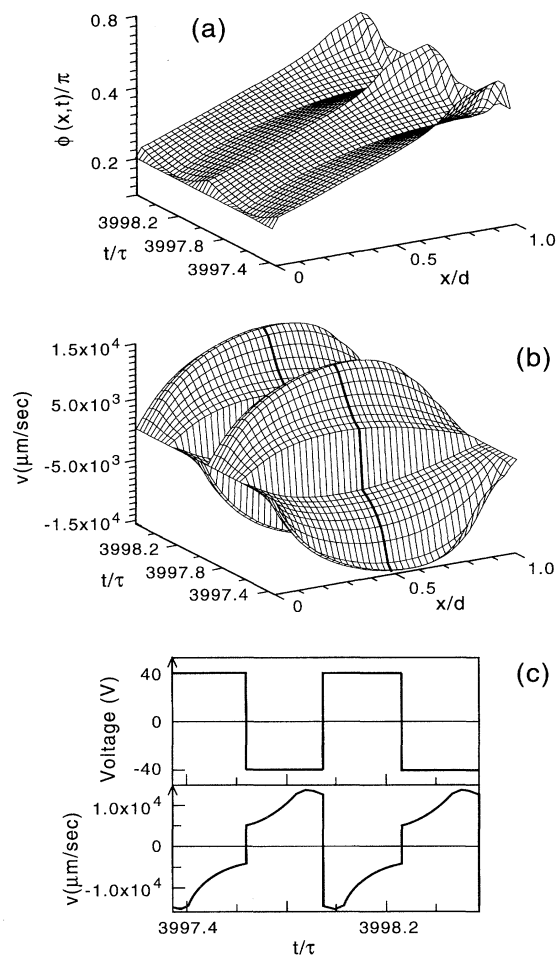 (a)
0.8
0.4
0.2
ϕ (x,t)/π
3998.2
3997.8
3997.4
t/τ
0
0.5
1.0
x/d
(b)
1.5x10⁴
5.0x10³
-5.0x10³
-1.5x10⁴
v(μm/sec)
3998.2
3997.8
3997.4
t/τ
0
0.5
1.0
x/d
(c)
40
0
-40
Voltage (V)
1.0x10⁴
0
-1.0x10⁴
v(μm/sec)
3997.4
3998.2
t/τ